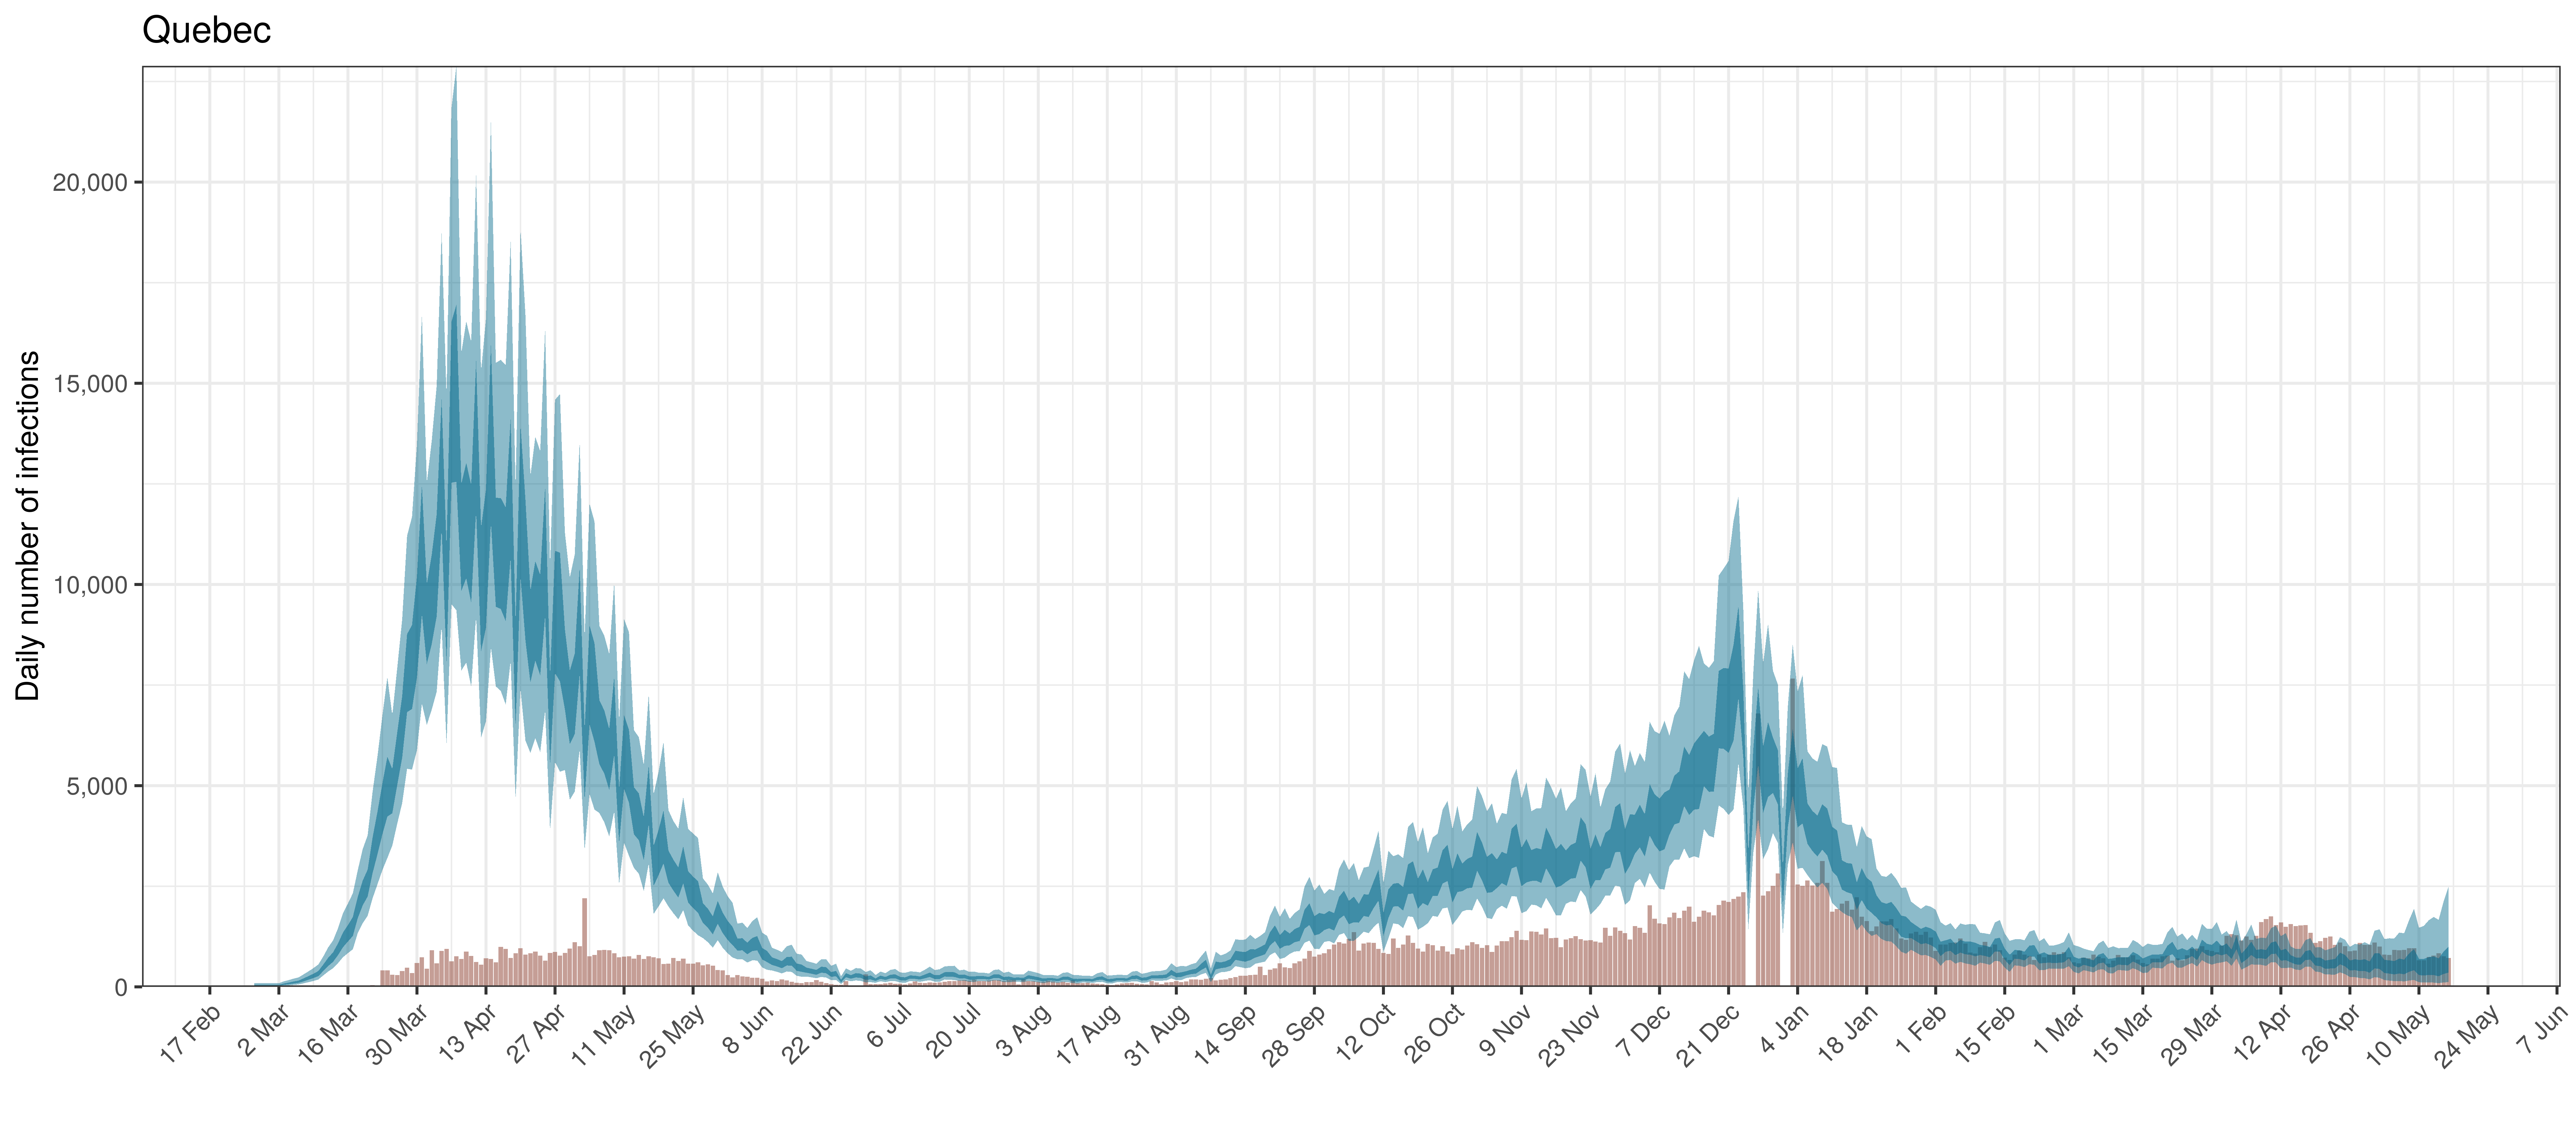 Quebec
Daily number of infections
20,000
15,000
10,000
5,000
0
17 Feb
2 Mar
16 Mar
30 Mar
13 Apr
27 Apr
11 May
25 May
8 Jun
22 Jun
6 Jul
20 Jul
3 Aug
17 Aug
31 Aug
14 Sep
28 Sep
12 Oct
26 Oct
9 Nov
23 Nov
7 Dec
21 Dec
4 Jan
18 Jan
1 Feb
15 Feb
1 Mar
15 Mar
29 Mar
12 Apr
26 Apr
10 May
24 May
7 Jun